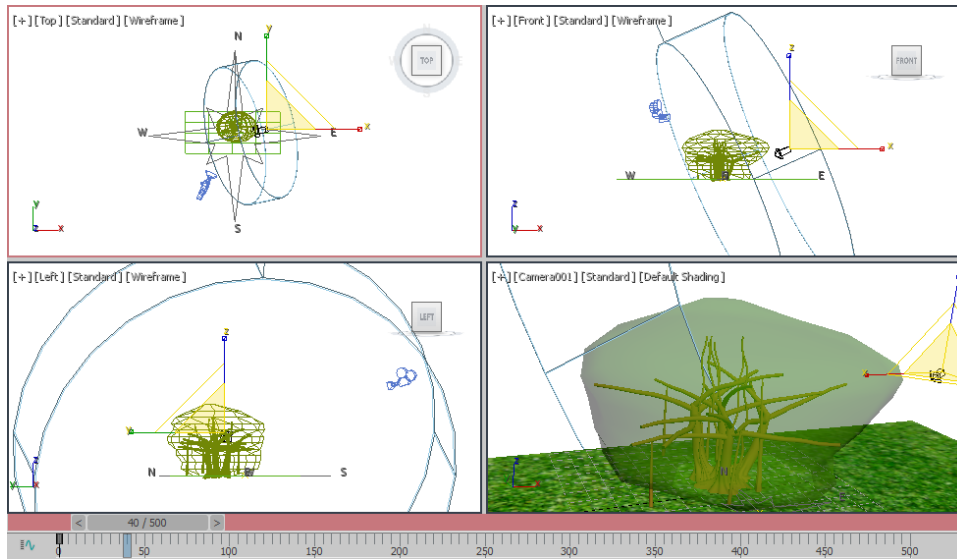 [+] [Top] [Standard] [Wireframe]
N
y
W
E
x
S
y
z
x
TOP
N
W
E
S
[+] [Front] [Standard] [Wireframe]
z
x
W
E
z
y
x
FRONT
[+] [Left] [Standard] [Wireframe]
z
y
N
S
z
y
x
LEFT
[+] [Camera001] [Standard] [Default Shading]
x
N
z
x
< 40 / 500 >
0 50 100 150 200 250 300 350 400 450 500